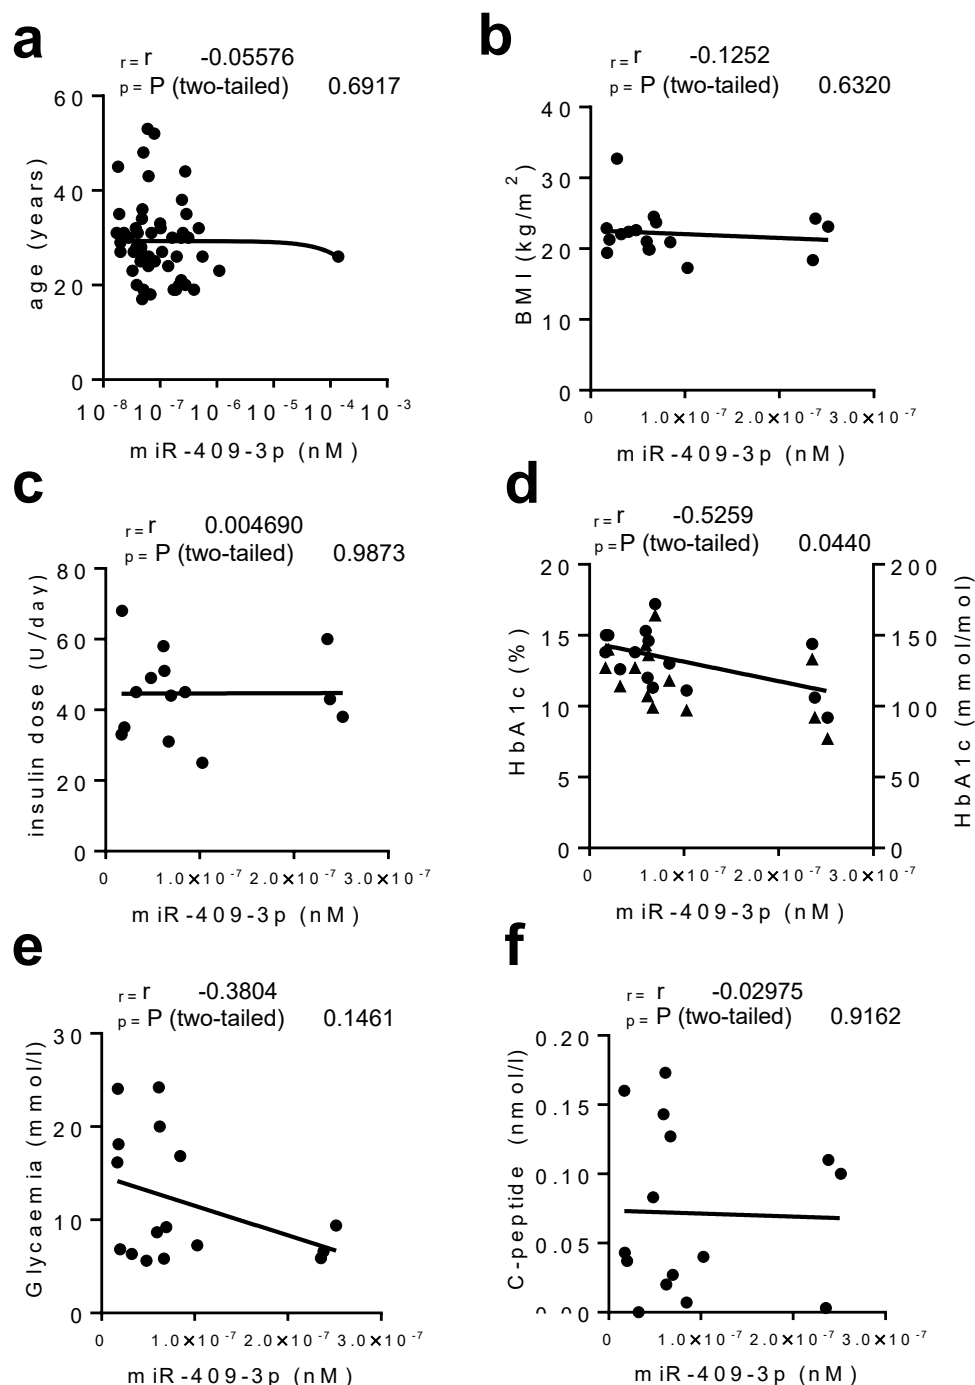 a
r = r -0.05576
p = P (two-tailed) 0.6917
60
40
20
0
age (years)
10-8 10-7 10-6 10-5 10-4 10-3
miR-409-3p (nM)
b
r = r -0.1252
p = P (two-tailed) 0.6320
40
30
20
10
0
BMI (kg/m2)
0 1.0×10-7 2.0×10-7 3.0×10-7
miR-409-3p (nM)
c
r = r 0.004690
p = P (two-tailed) 0.9873
80
60
40
20
0
insulin dose (U/day)
0 1.0×10-7 2.0×10-7 3.0×10-7
miR-409-3p (nM)
d
r = r -0.5259
p = P (two-tailed) 0.0440
20
15
10
5
0
HbA1c (%)
200
150
100
50
0
HbA1c (mmol/mol)
0 1.0×10-7 2.0×10-7 3.0×10-7
miR-409-3p (nM)
e
r = r -0.3804
p = P (two-tailed) 0.1461
30
20
10
0
Glycaemia (mmol/l)
0 1.0×10-7 2.0×10-7 3.0×10-7
miR-409-3p (nM)
f
r = r -0.02975
p = P (two-tailed) 0.9162
0.20
0.15
0.10
0.05
0.00
C-peptide (nmol/l)
0 1.0×10-7 2.0×10-7 3.0×10-7
miR-409-3p (nM)